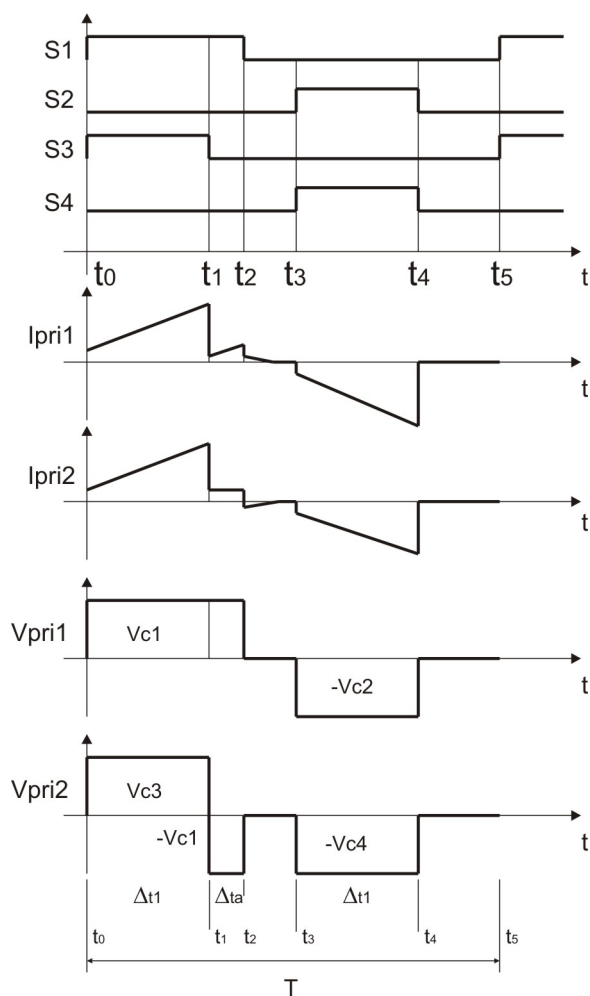 S1
S2
S3
S4
t0 t1 t2 t3 t4 t5 t
Ipri1
t
Ipri2
t
Vpri1 Vc1
-Vc2 t
Vpri2 Vc3
-Vc1 -Vc4 t
Δt1 Δta Δt1
t0 t1 t2 t3 t4 t5
T